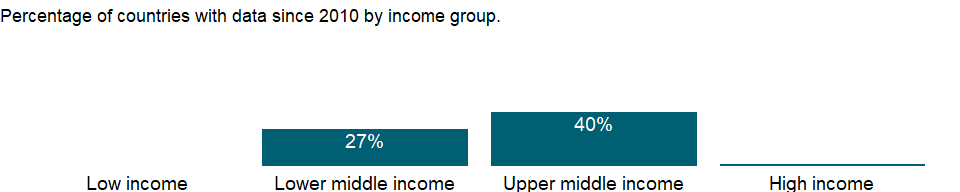 Percentage of countries with data since 2010 by income group.
27%
40%
Low income
Lower middle income
Upper middle income
High income